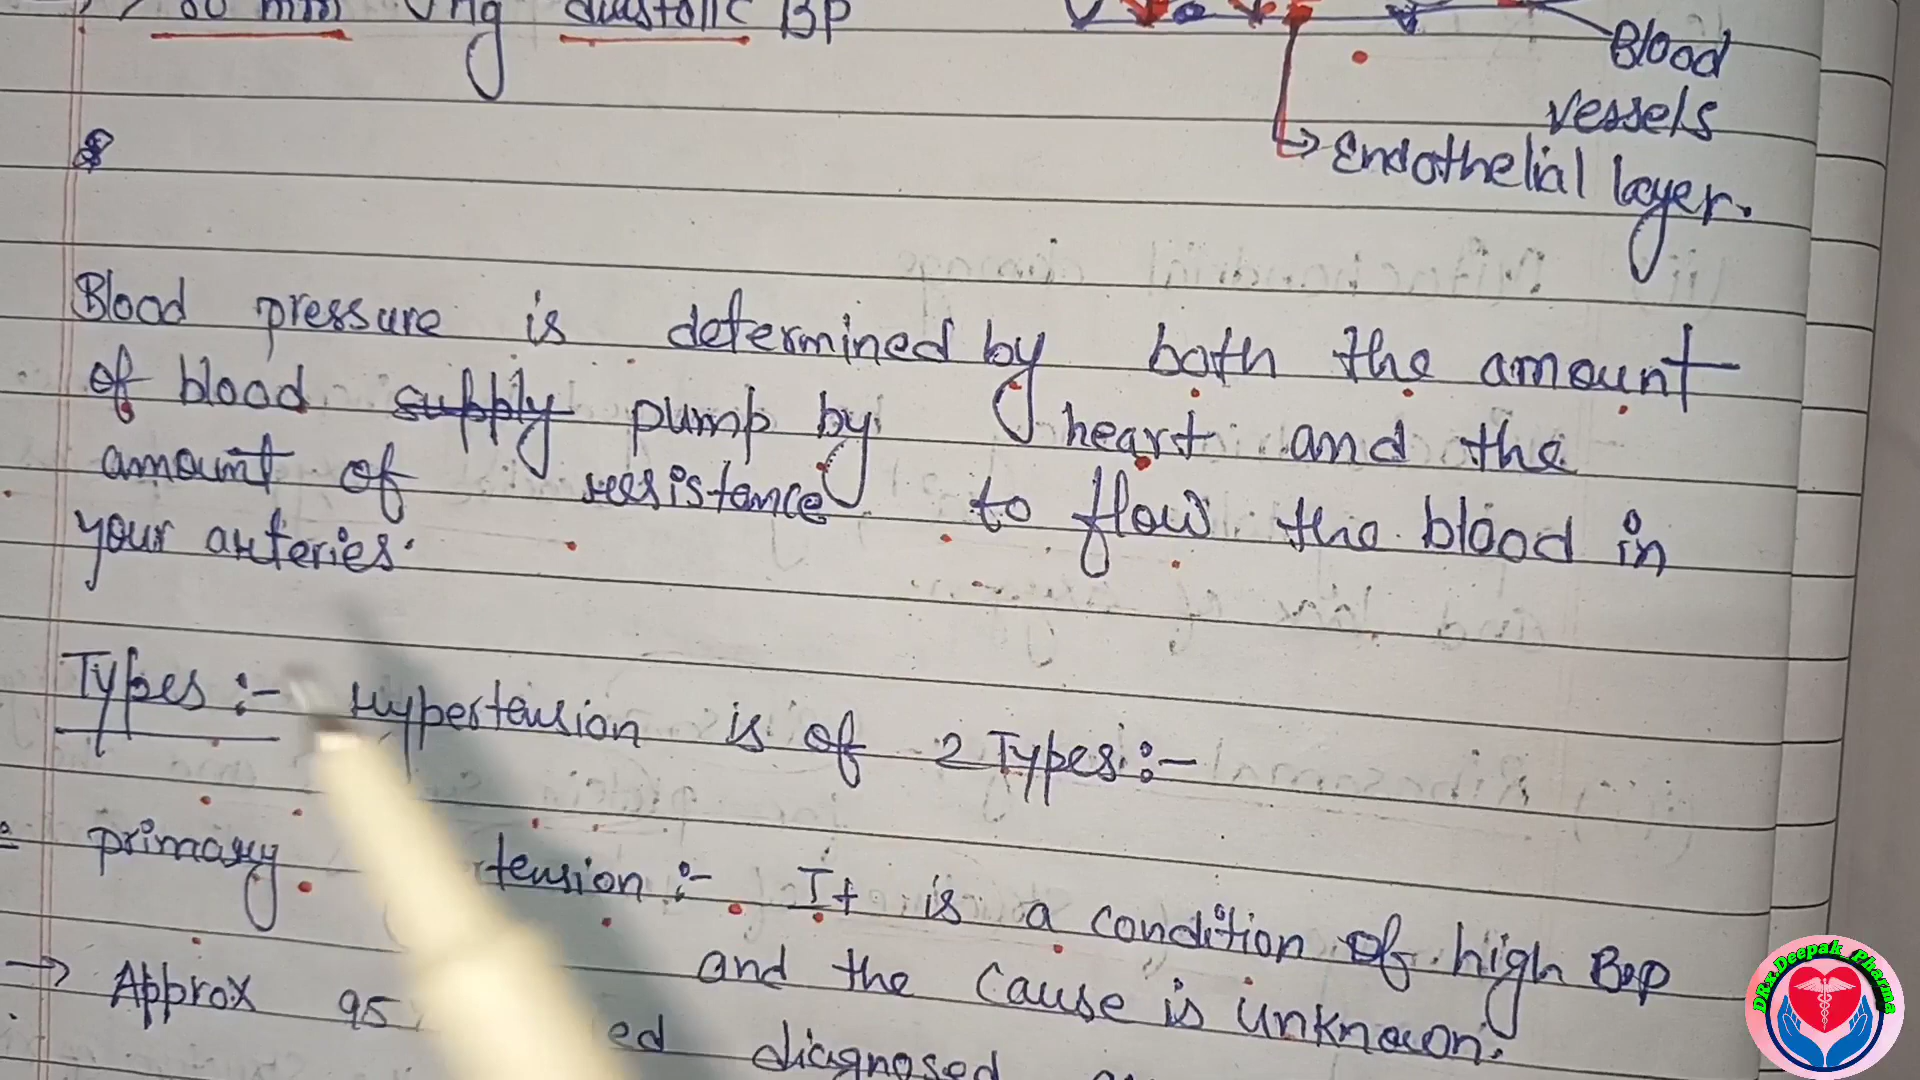 80 mm Hg diastolic BP
Blood
vessels
Endothelial layer.
Blood pressure is determined by both the amount
of blood supply pump by heart and the
amount of resistance to flow the blood in
your arteries.
Types :- Hypertension is of 2 Types :-
primary tension :- It is a condition of high B.P
and the cause is unknown.
→ Approx 95 ed diagnosed
DRx.Deepak_Pharma